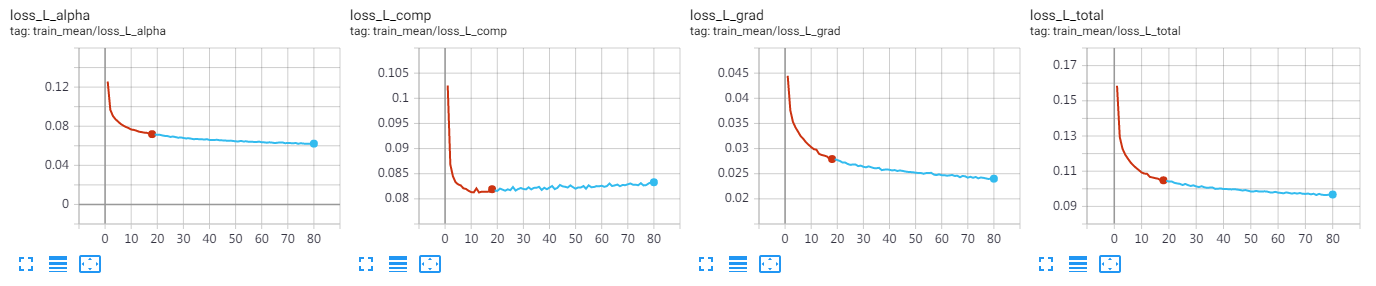 loss_L_alpha
tag: train_mean/loss_L_alpha
0.12
0.08
0.04
0
0 10 20 30 40 50 60 70 80
loss_L_comp
tag: train_mean/loss_L_comp
0.105
0.1
0.095
0.09
0.085
0.08
0 10 20 30 40 50 60 70 80
loss_L_grad
tag: train_mean/loss_L_grad
0.045
0.04
0.035
0.03
0.025
0.02
0 10 20 30 40 50 60 70 80
loss_L_total
tag: train_mean/loss_L_total
0.17
0.15
0.13
0.11
0.09
0 10 20 30 40 50 60 70 80